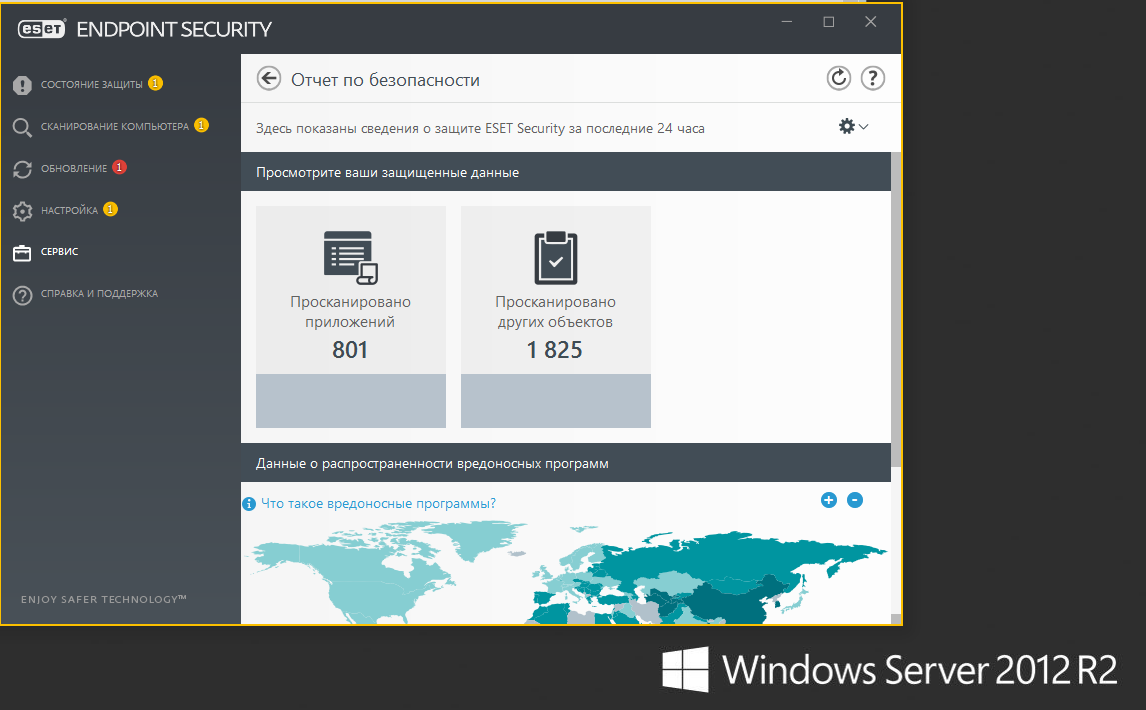 eseT ENDPOINT SECURITY
СОСТОЯНИЕ ЗАЩИТЫ 1
СКАНИРОВАНИЕ КОМПЬЮТЕРА 1
ОБНОВЛЕНИЕ 1
НАСТРОЙКА 1
СЕРВИС
СПРАВКА И ПОДДЕРЖКА
ENJOY SAFER TECHNOLOGY™
Отчет по безопасности
?
Здесь показаны сведения о защите ESET Security за последние 24 часа
Просмотрите ваши защищенные данные
Просканировано
приложений
801
Просканировано
других объектов
1 825
Данные о распространенности вредоносных программ
Что такое вредоносные программы?
Windows Server 2012 R2